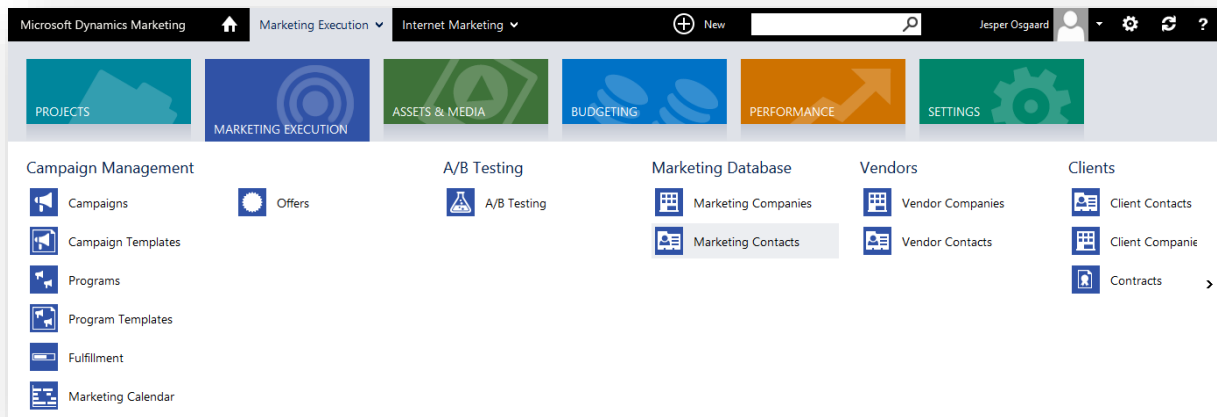 Microsoft Dynamics Marketing Marketing Execution Internet Marketing New Jesper Osgaard ?
PROJECTS
MARKETING EXECUTION
ASSETS & MEDIA
BUDGETING
PERFORMANCE
SETTINGS
Campaign Management
Campaigns
Campaign Templates
Programs
Program Templates
Fulfillment
Marketing Calendar
Offers
A/B Testing
A/B Testing
Marketing Database
Marketing Companies
Marketing Contacts
Vendors
Vendor Companies
Vendor Contacts
Clients
Client Contacts
Client Companie
Contracts